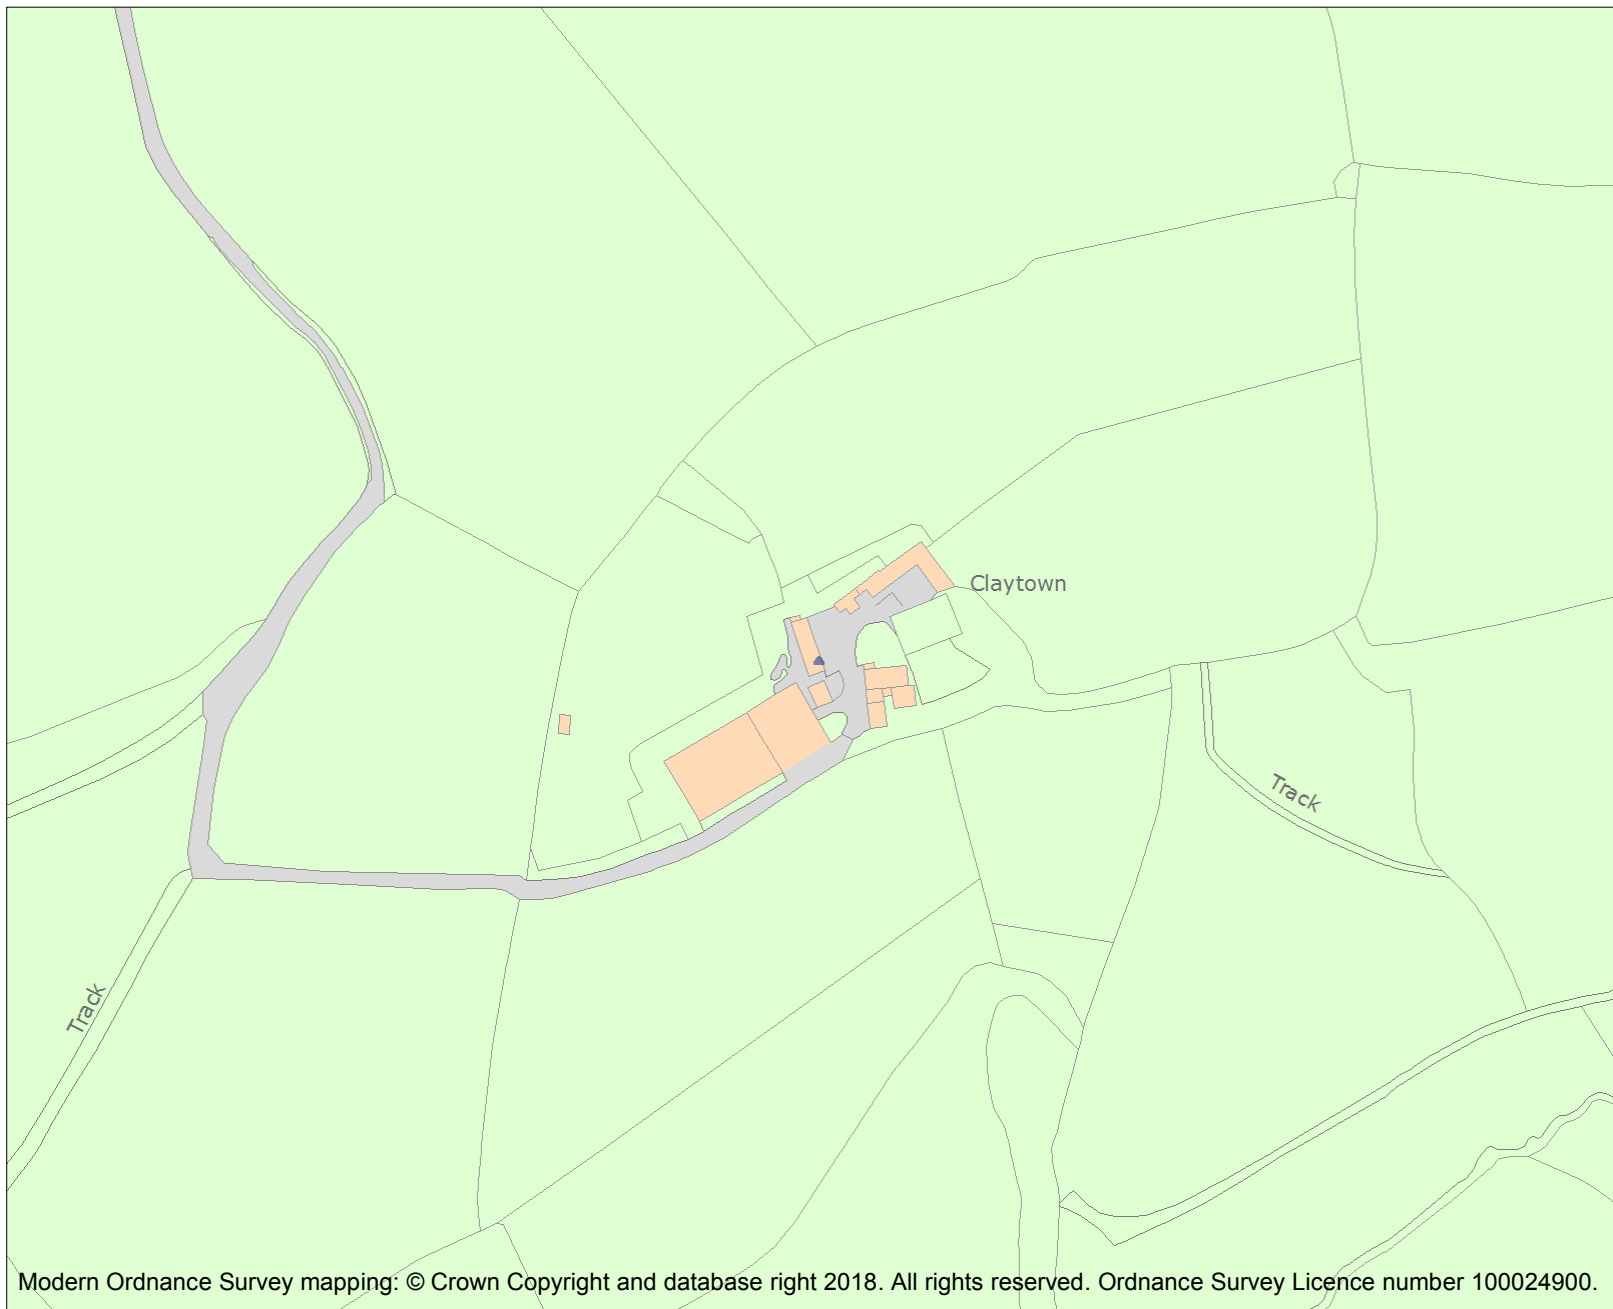 Claytown
Track
Track
Modern Ordnance Survey mapping: © Crown Copyright and database right 2018. All rights reserved. Ordnance Survey Licence number 100024900.